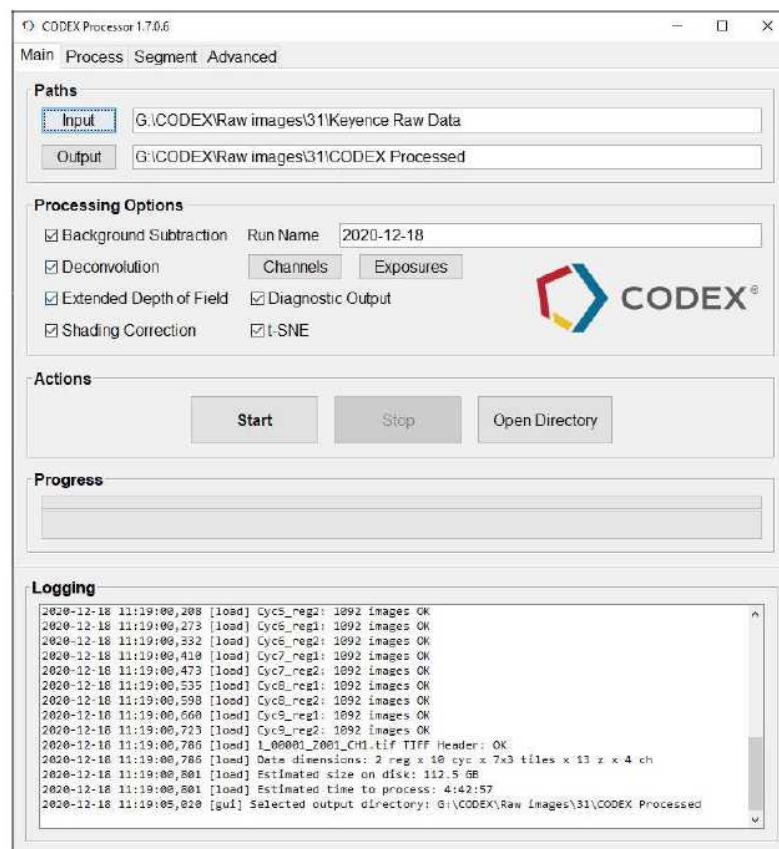 CODEX Processor 1.7.0.6
Main Process Segment Advanced
Paths
Input G:\CODEX\Raw images\31\Keyence Raw Data
Output G:\CODEX\Raw images\31\CODEX Processed
Processing Options
Background Subtraction Run Name 2020-12-18
Deconvolution Channels Exposures
Extended Depth of Field Diagnostic Output
CODEX®
Shading Correction t-SNE
Actions
Start Stop Open Directory
Progress
Logging
2020-12-18 11:19:00,208 [load] Cyc5_reg2: 1092 images OK
2020-12-18 11:19:00,273 [load] Cyc6_reg1: 1092 images OK
2020-12-18 11:19:00,332 [load] Cyc6_reg2: 1092 images OK
2020-12-18 11:19:00,410 [load] Cyc7_reg1: 1092 images OK
2020-12-18 11:19:00,473 [load] Cyc7_reg2: 1092 images OK
2020-12-18 11:19:00,535 [load] Cyc8_reg1: 1092 images OK
2020-12-18 11:19:00,598 [load] Cyc8_reg2: 1092 images OK
2020-12-18 11:19:00,660 [load] Cyc9_reg1: 1092 images OK
2020-12-18 11:19:00,723 [load] Cyc9_reg2: 1092 images OK
2020-12-18 11:19:00,786 [load] 1_00001_Z001_CH1.tif TIFF Header: OK
2020-12-18 11:19:00,786 [load] Data dimensions: 2 reg x 10 cyc x 7x3 tiles x 13 z x 4 ch
2020-12-18 11:19:00,801 [load] Estimated size on disk: 112.5 GB
2020-12-18 11:19:00,801 [load] Estimated time to process: 4:42:57
2020-12-18 11:19:05,020 [gui] Selected output directory: G:\CODEX\Raw images\31\CODEX Processed